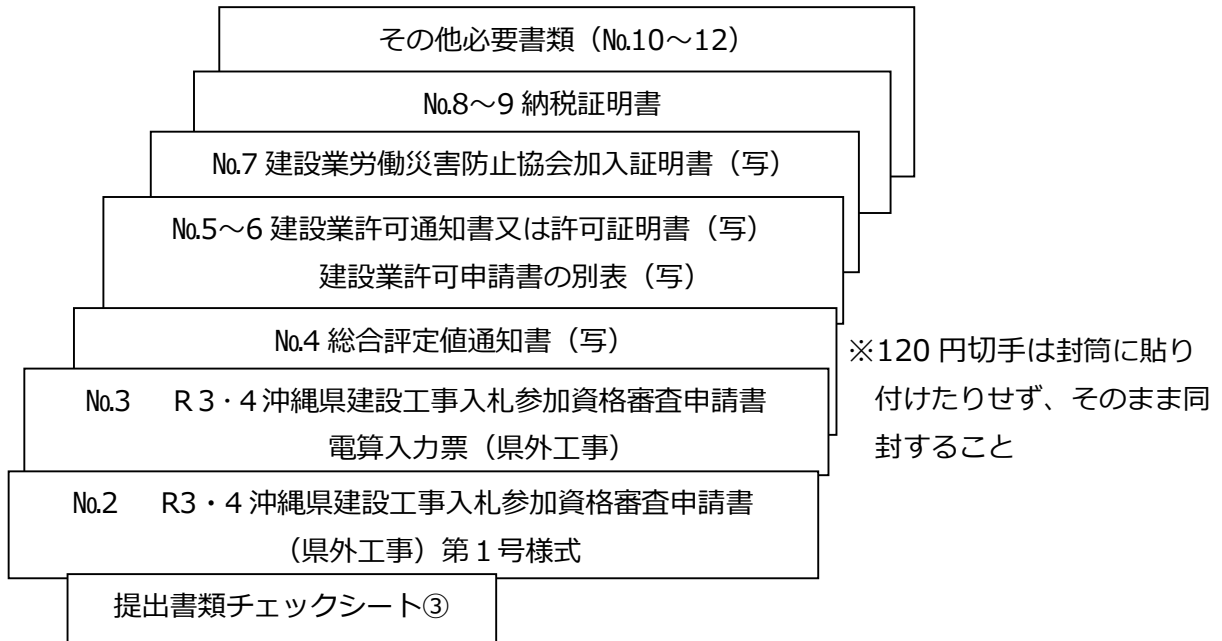 その他必要書類（№10～12）
№8～9 納税証明書
№7 建設業労働災害防止協会加入証明書（写）
№5～6 建設業許可通知書又は許可証明書（写）
建設業許可申請書の別表（写）
№4 総合評定値通知書（写）
№3 Ｒ３・４沖縄県建設工事入札参加資格審査申請書
電算入力票（県外工事）
№2 R3・４沖縄県建設工事入札参加資格審査申請書
（県外工事）第１号様式
提出書類チェックシート③
※120 円切手は封筒に貼り
付けたりせず、そのまま同
封すること